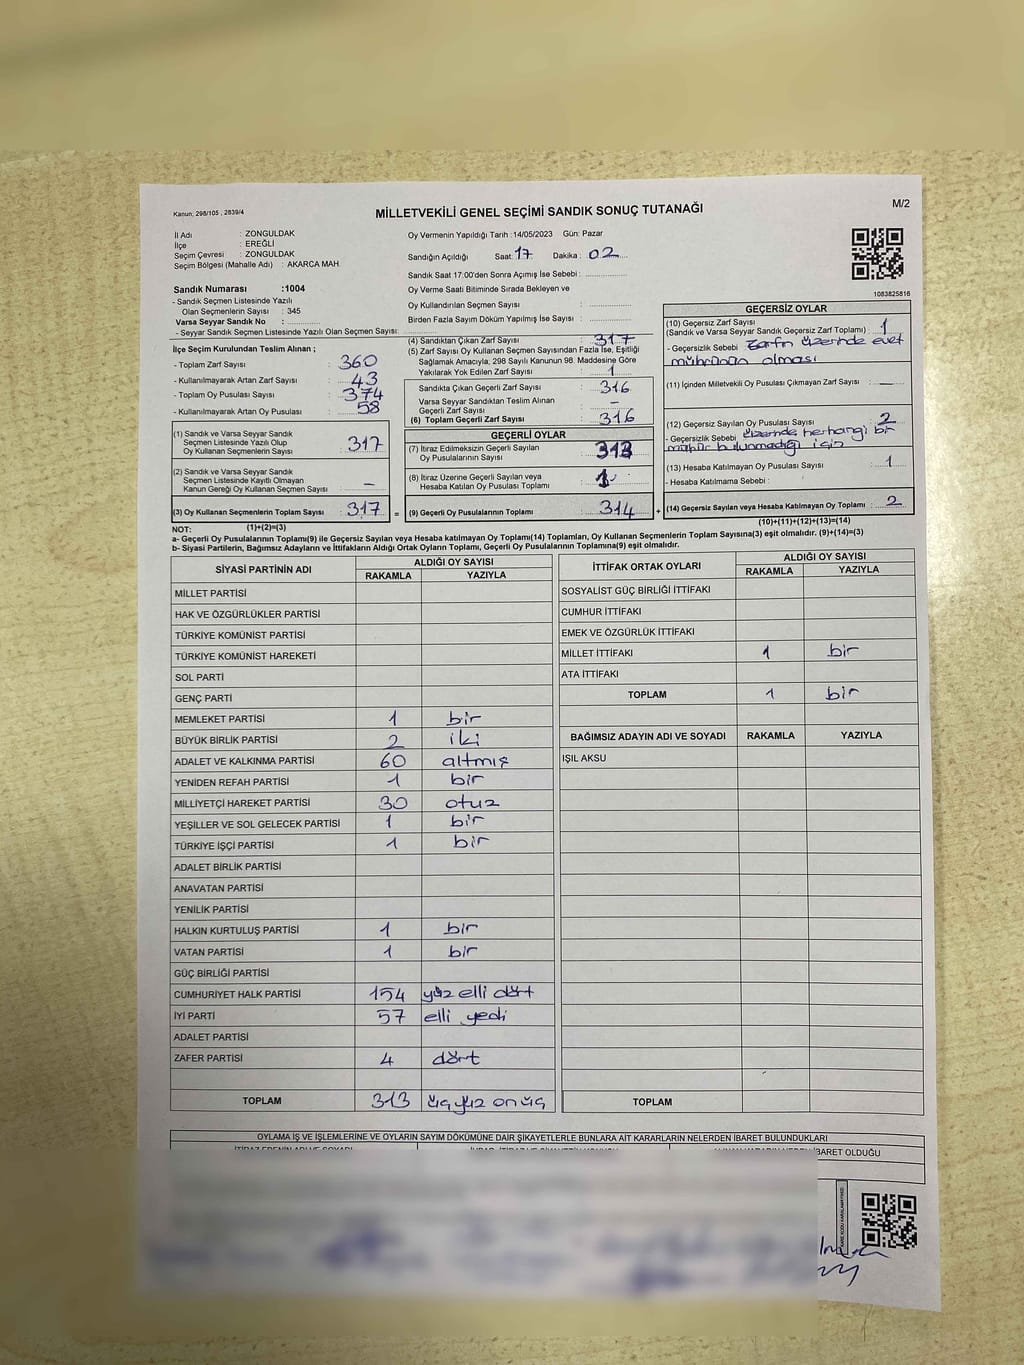 Kanun; 298/105 , 2839/4
MİLLETVEKİLİ GENEL SEÇİMİ SANDIK SONUÇ TUTANAĞI
M/2
İl Adı : ZONGULDAK
İlçe : EREĞLİ
Seçim Çevresi : ZONGULDAK
Seçim Bölgesi (Mahalle Adı) : AKARCA MAH.
Sandık Numarası :1004
- Sandık Seçmen Listesinde Yazılı
Olan Seçmenlerin Sayısı : 345
Varsa Seyyar Sandık No :
- Seyyar Sandık Seçmen Listesinde Yazılı Olan Seçmen Sayısı:
Oy Vermenin Yapıldığı Tarih :14/05/2023 Gün: Pazar
Sandığın Açıldığı Saat: 17 Dakika : 02
Sandık Saat 17:00'den Sonra Açımış İse Sebebi :
Oy Verme Saati Bitiminde Sırada Bekleyen ve
Oy Kullandırılan Seçmen Sayısı :
Birden Fazla Sayım Döküm Yapılmış İse Sayısı :
1083825816
İlçe Seçim Kurulundan Teslim Alınan ;
- Toplam Zarf Sayısı : 360
- Kullanılmayarak Artan Zarf Sayısı : 43
- Toplam Oy Pusulası Sayısı : 374
- Kullanılmayarak Artan Oy Pusulası : 58
(1) Sandık ve Varsa Seyyar Sandık
Seçmen Listesinde Yazılı Olup
Oy Kullanan Seçmenlerin Sayısı : 317
(2) Sandık ve Varsa Seyyar Sandık
Seçmen Listesinde Kayıtlı Olmayan
Kanun Gereği Oy Kullanan Seçmen Sayısı : –
(3) Oy Kullanan Seçmenlerin Toplam Sayısı : 317 =
(4) Sandıktan Çıkan Zarf Sayısı : 317
(5) Zarf Sayısı Oy Kullanan Seçmen Sayısından Fazla İse, Eşitliği
Sağlamak Amacıyla; 298 Sayılı Kanunun 98. Maddesine Göre
Yakılarak Yok Edilen Zarf Sayısı : 1
Sandıkta Çıkan Geçerli Zarf Sayısı : 316
Varsa Seyyar Sandıktan Teslim Alınan
Geçerli Zarf Sayısı : –
(6) Toplam Geçerli Zarf Sayısı : 316
GEÇERLİ OYLAR
(7) İtiraz Edilmeksizin Geçerli Sayılan
Oy Pusulalarının Sayısı : 313
(8) İtiraz Üzerine Geçerli Sayılan veya
Hesaba Katılan Oy Pusulası Toplamı : 1
(9) Geçerli Oy Pusulalarının Toplamı : 314 +
GEÇERSİZ OYLAR
(10) Geçersiz Zarf Sayısı
(Sandık ve Varsa Seyyar Sandık Geçersiz Zarf Toplamı) : 1
- Geçersizlik Sebebi : Zarfın üzerinde evet
mührünün olması
(11) İçinden Milletvekili Oy Pusulası Çıkmayan Zarf Sayısı : —
(12) Geçersiz Sayılan Oy Pusulası Sayısı : 2
- Geçersizlik Sebebi : üzerinde herhangi bir
mühür bulunmadığı için
(13) Hesaba Katılmayan Oy Pusulası Sayısı : 1
- Hesaba Katılmama Sebebi :
(14) Geçersiz Sayılan veya Hesaba Katılmayan Oy Toplamı : 2
NOT: (1)+(2)=(3)
(10)+(11)+(12)+(13)=(14)
a- Geçerli Oy Pusulalarının Toplamı(9) ile Geçersiz Sayılan veya Hesaba katılmayan Oy Toplamı(14) Toplamları, Oy Kullanan Seçmenlerin Toplam Sayısına(3) eşit olmalıdır. (9)+(14)=(3)
b- Siyasi Partilerin, Bağımsız Adayların ve İttifakların Aldığı Ortak Oyların Toplamı, Geçerli Oy Pusulalarının Toplamına(9) eşit olmalıdır.
SİYASİ PARTİNİN ADI
ALDIĞI OY SAYISI
RAKAMLA YAZIYLA
MİLLET PARTİSİ
HAK VE ÖZGÜRLÜKLER PARTİSİ
TÜRKİYE KOMÜNİST PARTİSİ
TÜRKİYE KOMÜNİST HAREKETİ
SOL PARTİ
GENÇ PARTİ
MEMLEKET PARTİSİ 1 bir
BÜYÜK BİRLİK PARTİSİ 2 iki
ADALET VE KALKINMA PARTİSİ 60 altmış
YENİDEN REFAH PARTİSİ 1 bir
MİLLİYETÇİ HAREKET PARTİSİ 30 otuz
YEŞİLLER VE SOL GELECEK PARTİSİ 1 bir
TÜRKİYE İŞÇİ PARTİSİ 1 bir
ADALET BİRLİK PARTİSİ
ANAVATAN PARTİSİ
YENİLİK PARTİSİ
HALKIN KURTULUŞ PARTİSİ 1 bir
VATAN PARTİSİ 1 bir
GÜÇ BİRLİĞİ PARTİSİ
CUMHURİYET HALK PARTİSİ 154 yüz elli dört
İYİ PARTİ 57 elli yedi
ADALET PARTİSİ
ZAFER PARTİSİ 4 dört
TOPLAM 313 üç yüz onüç
İTTİFAK ORTAK OYLARI
ALDIĞI OY SAYISI
RAKAMLA YAZIYLA
SOSYALİST GÜÇ BİRLİĞİ İTTİFAKI
CUMHUR İTTİFAKI
EMEK VE ÖZGÜRLÜK İTTİFAKI
MİLLET İTTİFAKI 1 bir
ATA İTTİFAKI
TOPLAM 1 bir
BAĞIMSIZ ADAYIN ADI VE SOYADI RAKAMLA YAZIYLA
IŞIL AKSU
TOPLAM
OYLAMA İŞ VE İŞLEMLERİNE VE OYLARIN SAYIM DÖKÜMÜNE DAİR ŞİKAYETLERLE BUNLARA AİT KARARLARIN NELERDEN İBARET BULUNDUKLARI
İBARET OLDUĞU